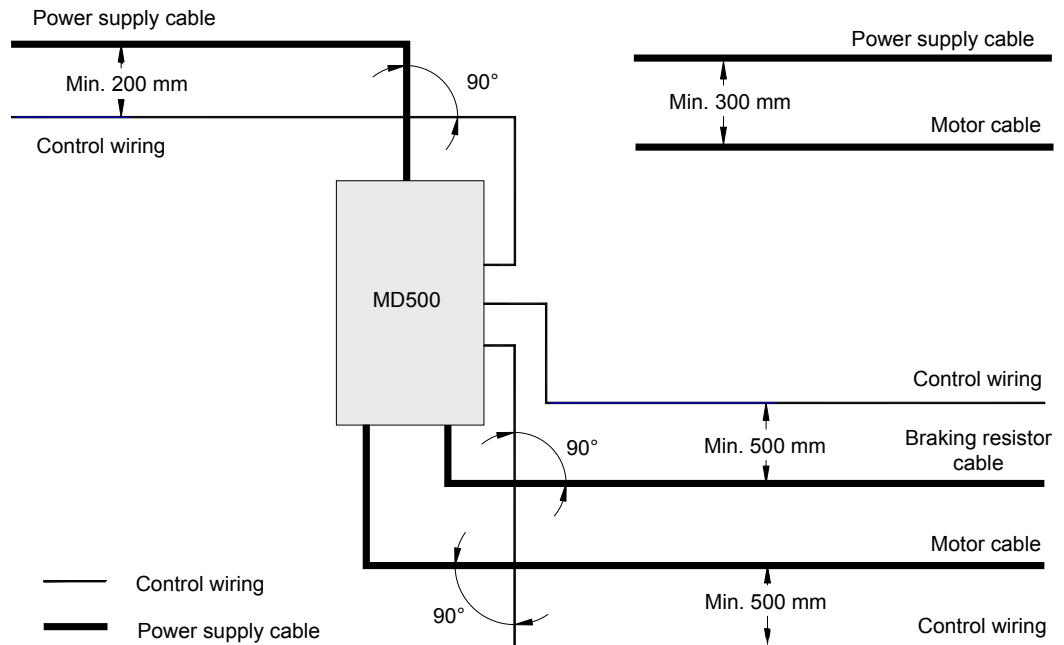 Power supply cable
Min. 200 mm
90°
Control wiring
Power supply cable
Min. 300 mm
Motor cable
MD500
Control wiring
Min. 500 mm
Braking resistor
cable
90°
Motor cable
Min. 500 mm
Control wiring
90°
Control wiring
Power supply cable